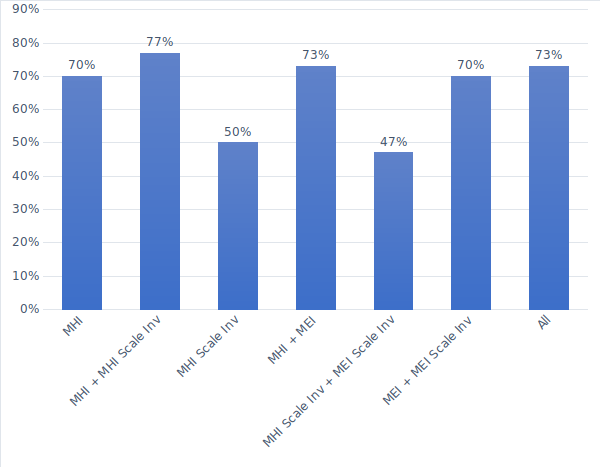 90%
80%
70%
60%
50%
40%
30%
20%
10%
0%
70%
77%
50%
73%
47%
70%
73%
MHI
MHI + MHI Scale Inv
MHI Scale Inv
MHI + MEI
MHI Scale Inv + MEI Scale Inv
MEI + MEI Scale Inv
All